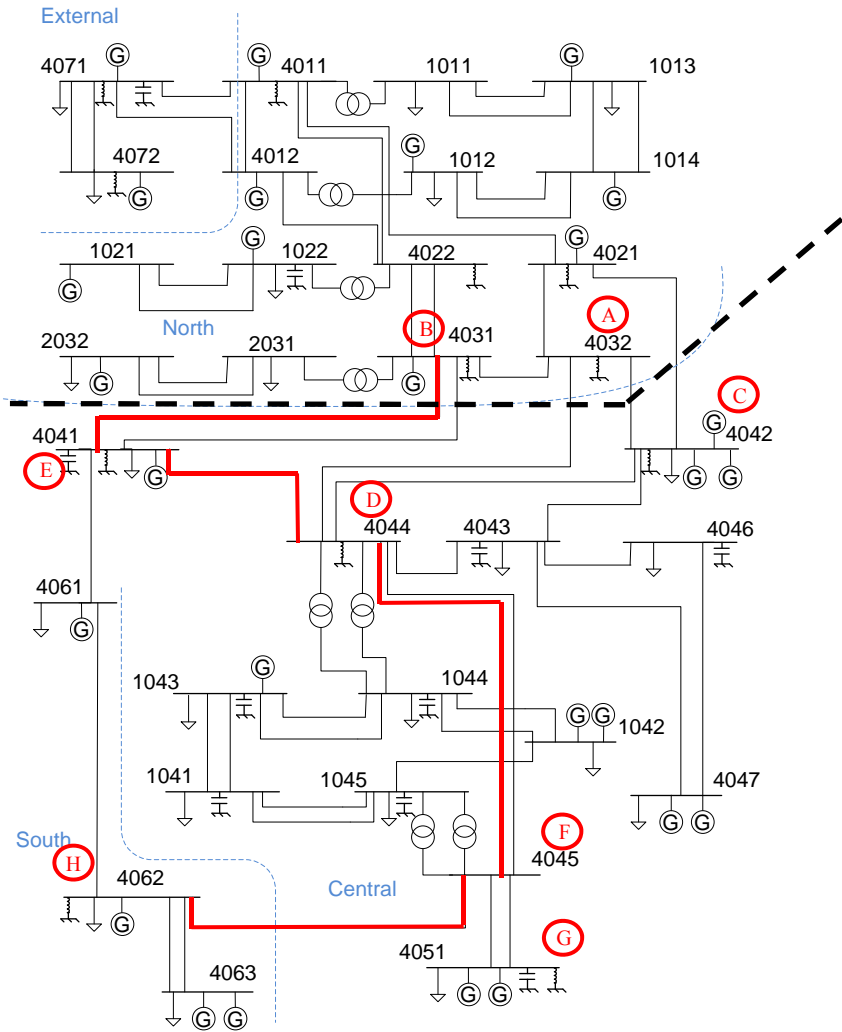 External
G G G
4071 4011 1011 1013
G
4072 4012 1012 1014
G G G
G G
1021 1022 4022 4021
G
North B A
2032 2031 4031 4032
G G
C
G
4041 4042
E G G G
D
4044 4043 4046
4061
G
1043 G 1044 G G
1042
1041 1045 4047
G G
South F
H 4045
4062 Central
G G
4063 4051
G G G G